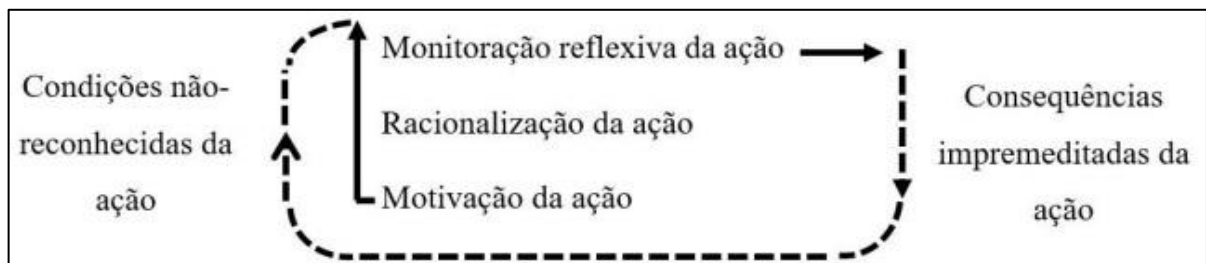 Condições não-
reconhecidas da
ação
Monitoração reflexiva da ação
Racionalização da ação
Motivação da ação
Consequências
impremeditadas da
ação